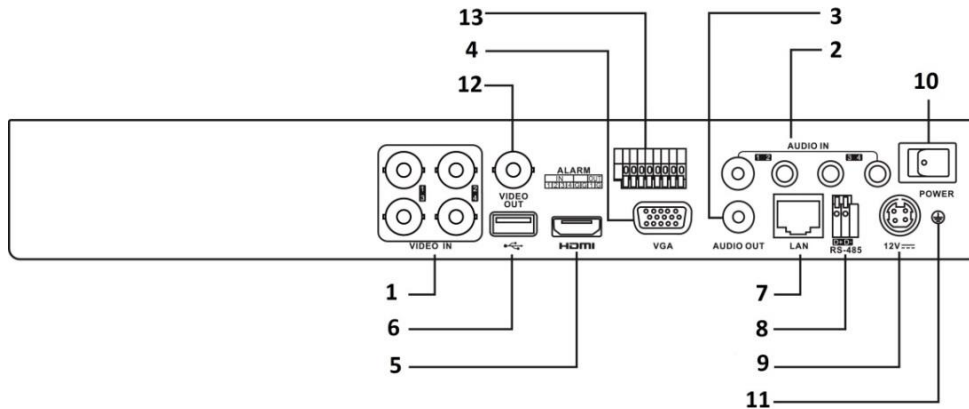 13
3
4
2
12
10
AUDIO IN
1 2
3 4
ALARM
IN OUT
1 2 3 4 G G 1 G
VIDEO OUT
POWER
VIDEO IN
HDMI
VGA
AUDIO OUT
LAN
D+ D-
RS-485
12V
1
7
6
8
5
9
11